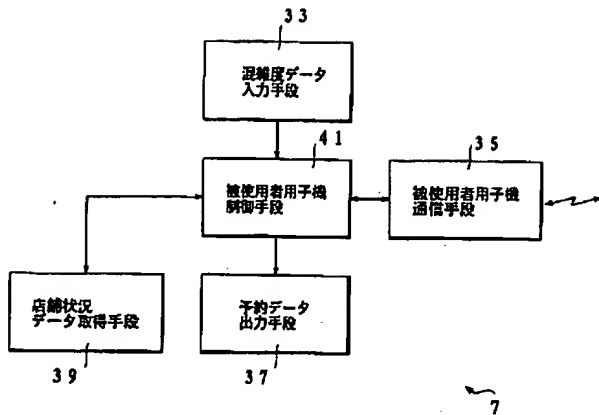 33
混雑度データ
入力手段
41
被使用者用子機
制御手段
35
被使用者用子機
通信手段
店舗状況
データ取得手段
39
予約データ
出力手段
37
7